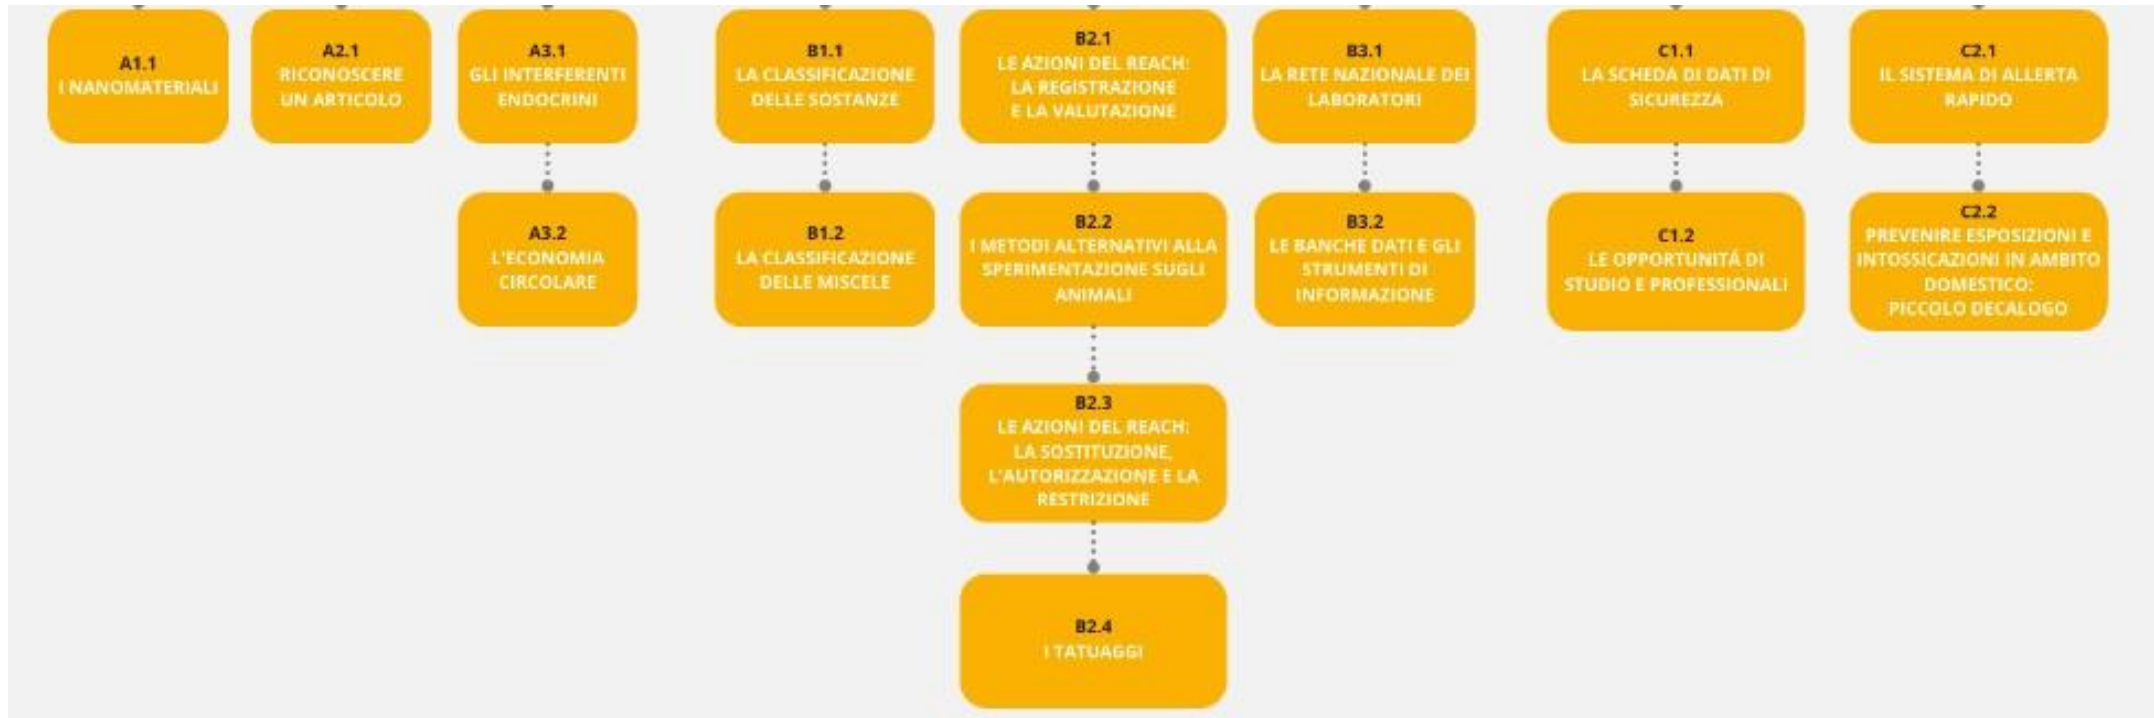 A1.1
I NANOMATERIALI
A2.1
RICONOSCERE
UN ARTICOLO
A3.1
GLI INTERFERENTI
ENDOCRINI
B1.1
LA CLASSIFICAZIONE
DELLE SOSTANZE
B2.1
LE AZIONI DEL REACH:
LA REGISTRAZIONE
E LA VALUTAZIONE
B3.1
LA RETE NAZIONALE DEI
LABORATORI
C1.1
LA SCHEDA DI DATI DI
SICUREZZA
C2.1
IL SISTEMA DI ALLERTA
RAPIDO
A3.2
L'ECONOMIA
CIRCOLARE
B1.2
LA CLASSIFICAZIONE
DELLE MISCELE
B2.2
I METODI ALTERNATIVI ALLA
SPERIMENTAZIONE SUGLI
ANIMALI
B3.2
LE BANCHE DATI E GLI
STRUMENTI DI
INFORMAZIONE
C1.2
LE OPPORTUNITÁ DI
STUDIO E PROFESSIONALI
C2.2
PREVENIRE ESPOSIZIONI E
INTOSSICAZIONI IN AMBITO
DOMESTICO:
PICCOLO DECALOGO
B2.3
LE AZIONI DEL REACH:
LA SOSTITUZIONE,
L'AUTORIZZAZIONE E LA
RESTRIZIONE
B2.4
I TATUAGGI